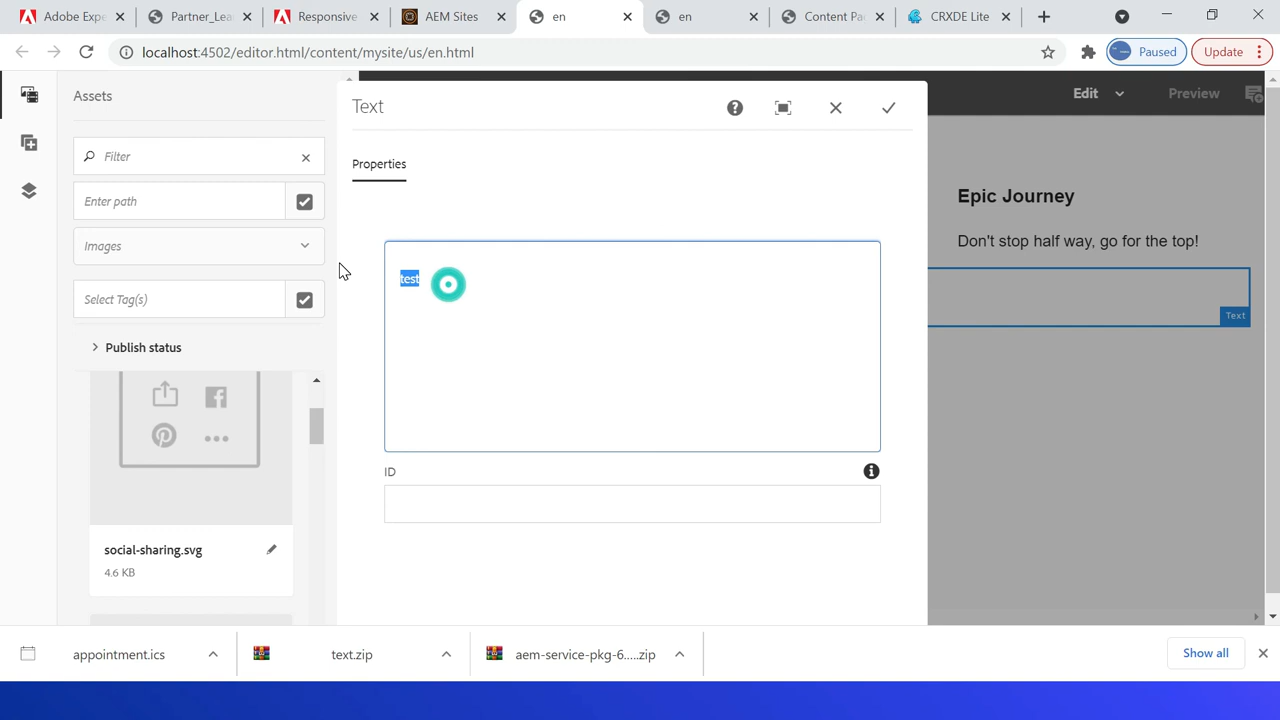 Adobe Expe
Partner_Lea
Responsive
AEM Sites
en
en
Content Pa
CRXDE Lite
localhost:4502/editor.html/content/mysite/us/en.html
Paused
Update
Assets
Text
Edit
Preview
Filter
Properties
Enter path
Epic Journey
Images
Don't stop half way, go for the top!
test
Select Tag(s)
Text
Publish status
ID
social-sharing.svg
4.6 KB
appointment.ics
text.zip
aem-service-pkg-6.....zip
Show all